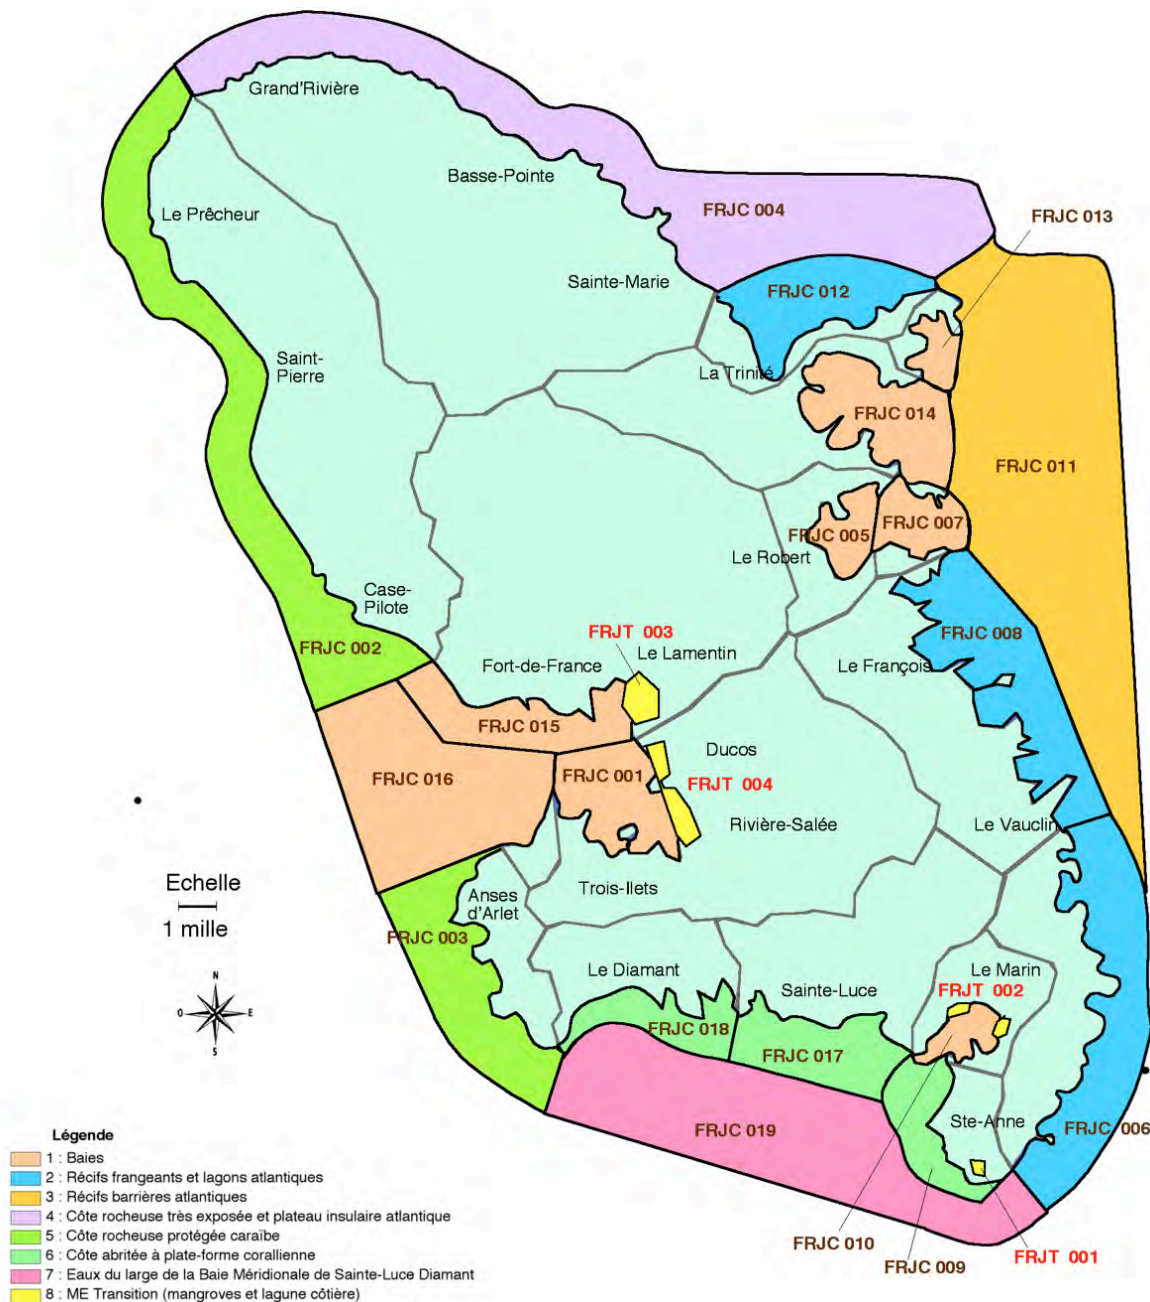 Grand'Rivière
Basse-Pointe
FRJC 004
FRJC 013
Le Prêcheur
Sainte-Marie
FRJC 012
Saint-
Pierre
La Trinité
FRJC 014
FRJC 011
FRJC 005
FRJC 007
Le Robert
Case-
Pilote
FRJC 002
FRJT 003
Le Lamentin
Fort-de-France
FRJC 008
Le François
FRJC 015
Ducos
FRJC 016
FRJC 001
FRJT 004
Rivière-Salée
Le Vauclin
Echelle
1 mille
Trois-Ilets
Anses
d'Arlet
FRJC 003
N
O
E
S
Le Diamant
Sainte-Luce
Le Marin
FRJT 002
FRJC 018
FRJC 017
Ste-Anne
FRJC 006
FRJC 019
FRJC 010
FRJC 009
FRJT 001
Légende
1 : Baies
2 : Récifs frangeants et lagons atlantiques
3 : Récifs barrières atlantiques
4 : Côte rocheuse très exposée et plateau insulaire atlantique
5 : Côte rocheuse protégée caraïbe
6 : Côte abritée à plate-forme corallienne
7 : Eaux du large de la Baie Méridionale de Sainte-Luce Diamant
8 : ME Transition (mangroves et lagune côtière)